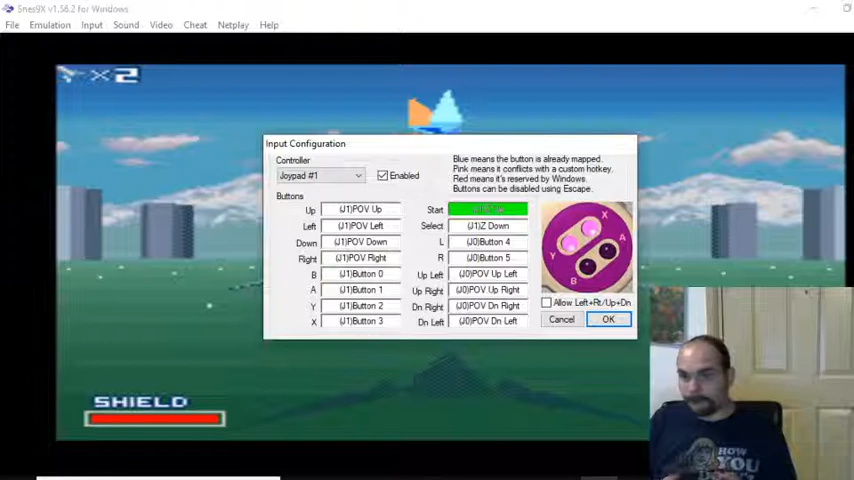 Snes9X v1.56.2 for Windows
File Emulation Input Sound Video Cheat Netplay Help
× 2
Input Configuration
Controller
Joypad #1
Enabled
Blue means the button is already mapped.
Pink means it conflicts with a custom hotkey.
Red means it's reserved by Windows.
Buttons can be disabled using Escape.
Buttons
Up (J1)POV Up
Left (J1)POV Left
Down (J1)POV Down
Right (J1)POV Right
B (J1)Button 0
A (J1)Button 1
Y (J1)Button 2
X (J1)Button 3
Start
Select (J1)Z Down
L (J0)Button 4
R (J0)Button 5
Up Left (J0)POV Up Left
Up Right (J0)POV Up Right
Dn Right (J0)POV Dn Right
Dn Left (J0)POV Dn Left
X
Y
A
B
Allow Left+Rt/Up+Dn
Cancel OK
SHIELD
HOW
YOU